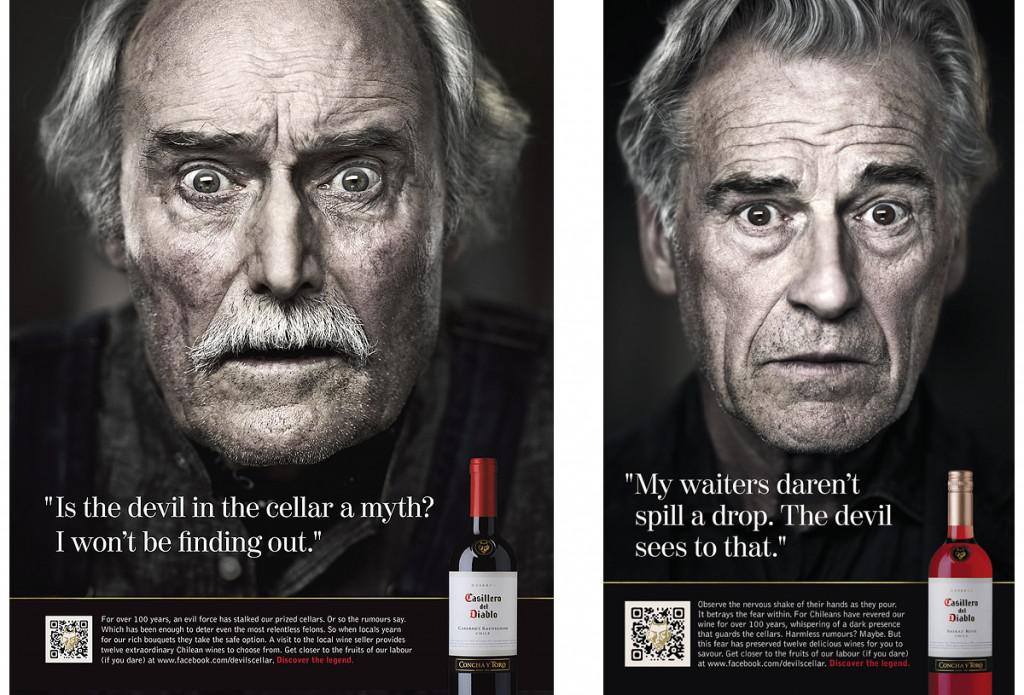 "Is the devil in the cellar a myth?
I won't be finding out."
For over 100 years, an evil force has stalked our prized cellars. Or so the rumours say.
Which has been enough to deter even the most relentless felons. So when locals yearn
for our rich bouquets they take the safe option. A visit to the local wine seller provides
twelve extraordinary Chilean wines to choose from. Get closer to the fruits of our labour
(if you dare) at www.facebook.com/devilscellar. Discover the legend.
Casillero
del
Diablo
CABERNET SAUVIGNON
CHILE
CONCHA Y TORO
"My waiters daren't
spill a drop. The devil
sees to that."
Observe the nervous shake of their hands as they pour.
It betrays the fear within. For Chileans have revered our
wine for over 100 years, whispering of a dark presence
that guards the cellars. Harmless rumours? Maybe. But
this fear has preserved twelve delicious wines for you to
savour. Get closer to the fruits of our labour (if you dare)
at www.facebook.com/devilscellar. Discover the legend.
Casillero
del
Diablo
SHIRAZ ROSÉ
CHILE
CONCHA Y TORO